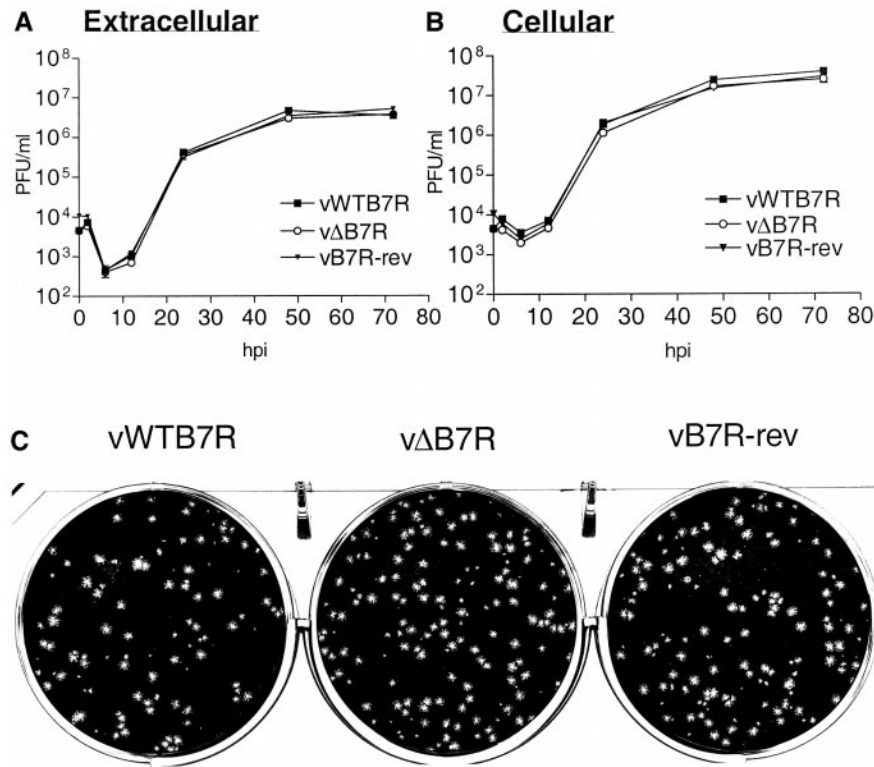 A Extracellular
PFU/ml
10^8
10^7
10^6
10^5
10^4
10^3
10^2
vWTB7R
vΔB7R
vB7R-rev
0 10 20 30 40 50 60 70 80
hpi
B Cellular
PFU/ml
10^8
10^7
10^6
10^5
10^4
10^3
10^2
vWTB7R
vΔB7R
vB7R-rev
0 10 20 30 40 50 60 70 80
hpi
C
vWTB7R vΔB7R vB7R-rev